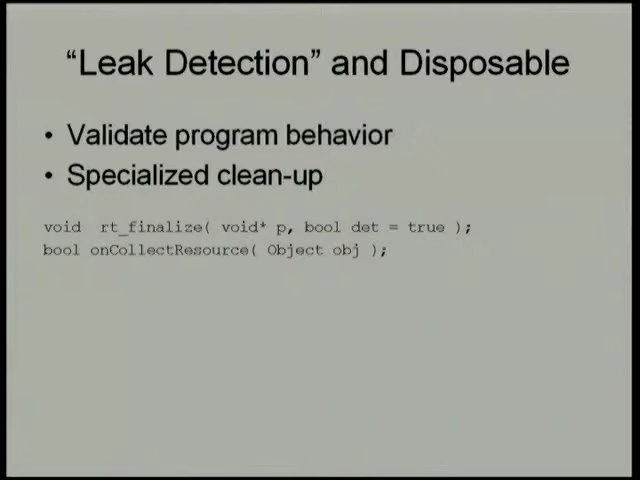 “Leak Detection” and Disposable
• Validate program behavior
• Specialized clean-up
void  rt_finalize( void* p, bool det = true );
bool onCollectResource( Object obj );